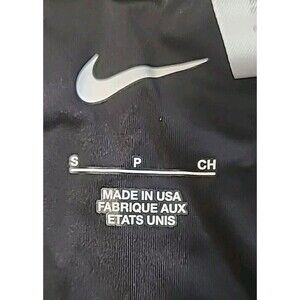 S P CH
MADE IN USA
FABRIQUE AUX
ETATS UNIS